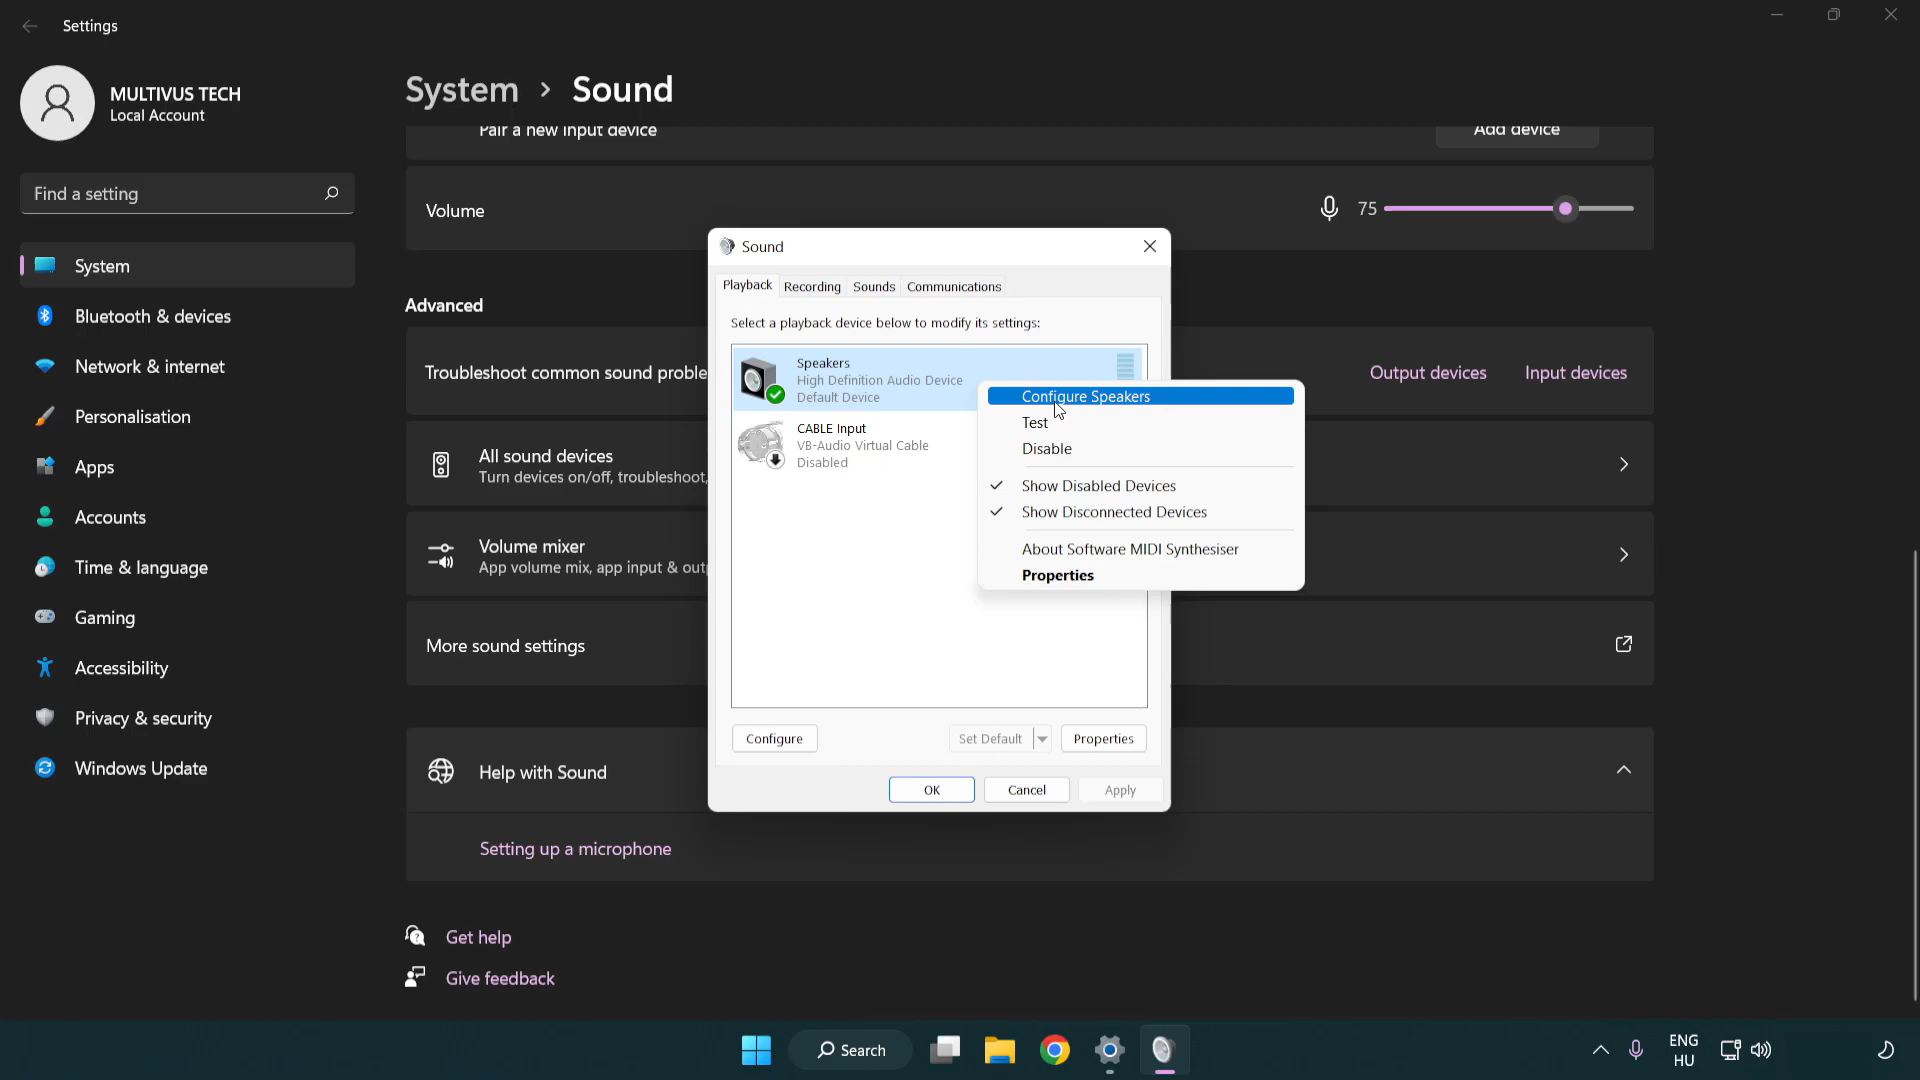 Settings
MULTIVUS TECH
Local Account
Find a setting
System
Bluetooth & devices
Network & internet
Personalisation
Apps
Accounts
Time & language
Gaming
Accessibility
Privacy & security
Windows Update
System › Sound
Pair a new input device
Add device
Volume
75
Advanced
Troubleshoot common sound proble
Output devices
Input devices
All sound devices
Turn devices on/off, troubleshoot,
Volume mixer
App volume mix, app input & out
More sound settings
Help with Sound
Setting up a microphone
Get help
Give feedback
Sound
Playback
Recording
Sounds
Communications
Select a playback device below to modify its settings:
Speakers
High Definition Audio Device
Default Device
CABLE Input
VB-Audio Virtual Cable
Disabled
Configure Speakers
Test
Disable
Show Disabled Devices
Show Disconnected Devices
About Software MIDI Synthesiser
Properties
Configure
Set Default
Properties
OK
Cancel
Apply
Search
ENG
HU